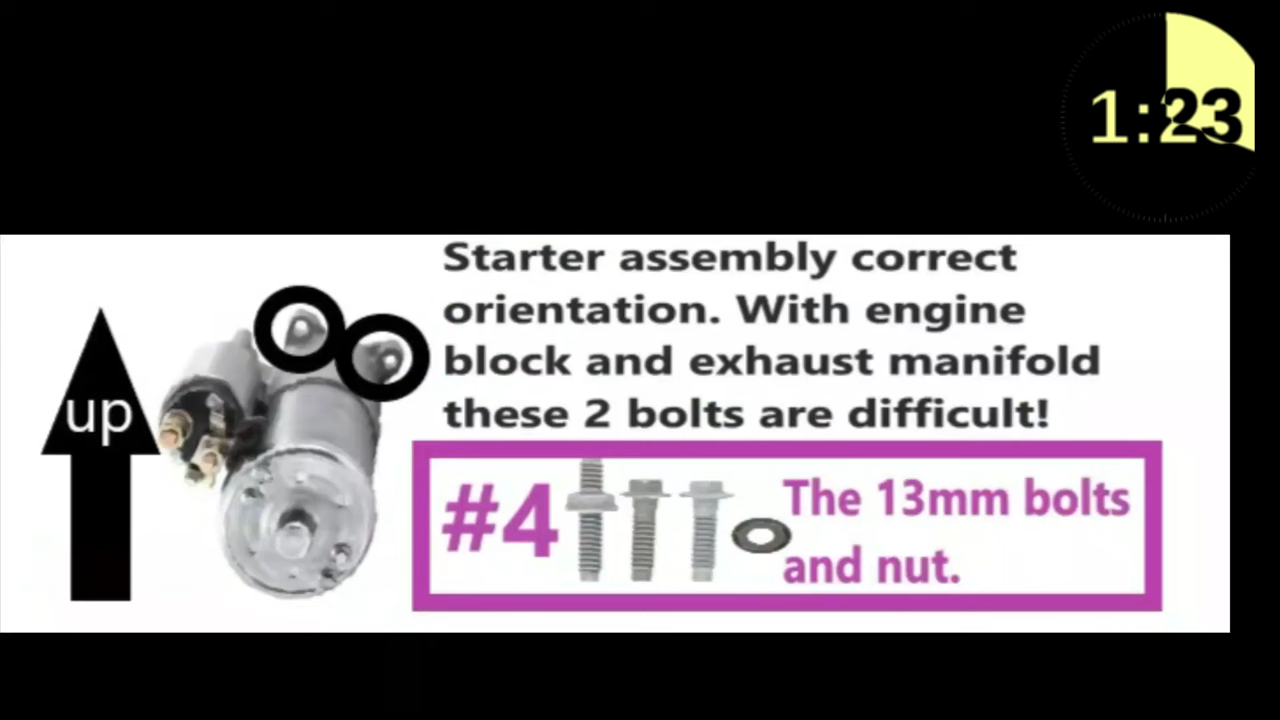 1:23
Starter assembly correct
orientation. With engine
block and exhaust manifold
these 2 bolts are difficult!
up
#4
The 13mm bolts
and nut.